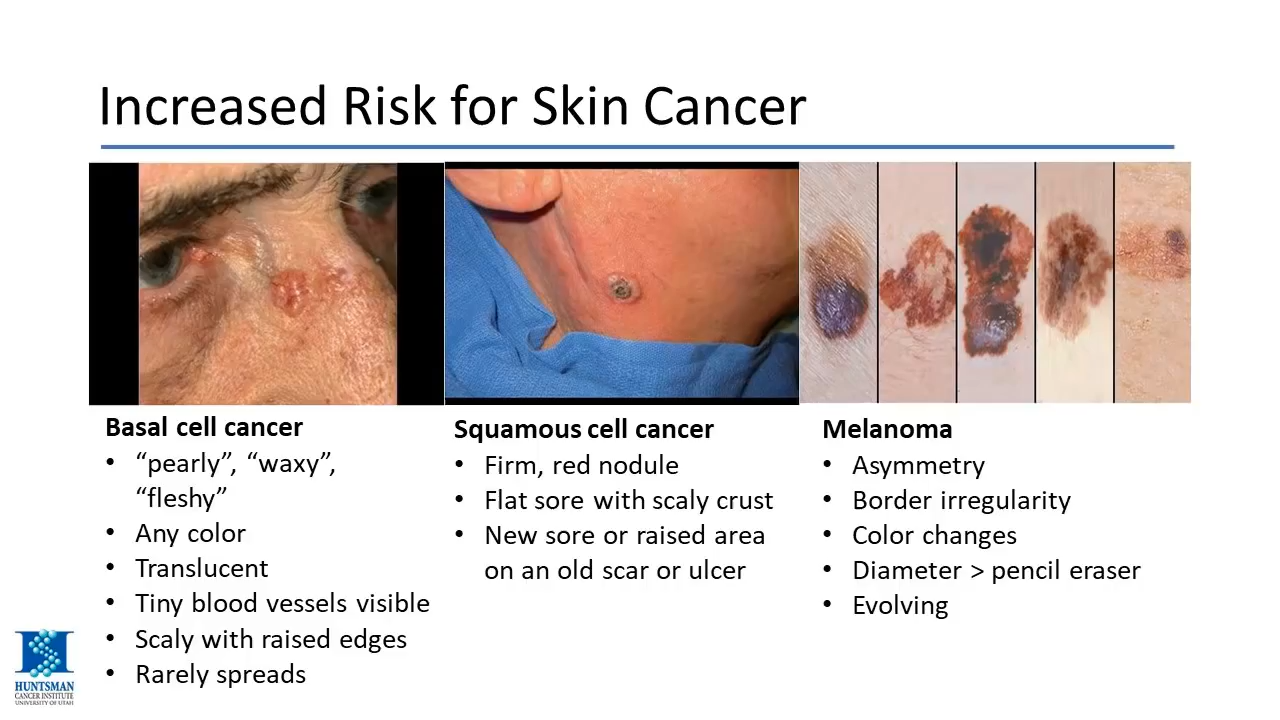 Increased Risk for Skin Cancer
Basal cell cancer
• “pearly”, “waxy”,
“fleshy”
• Any color
• Translucent
• Tiny blood vessels visible
• Scaly with raised edges
• Rarely spreads
Squamous cell cancer
• Firm, red nodule
• Flat sore with scaly crust
• New sore or raised area
on an old scar or ulcer
Melanoma
• Asymmetry
• Border irregularity
• Color changes
• Diameter > pencil eraser
• Evolving
HUNTSMAN
CANCER INSTITUTE
UNIVERSITY OF UTAH